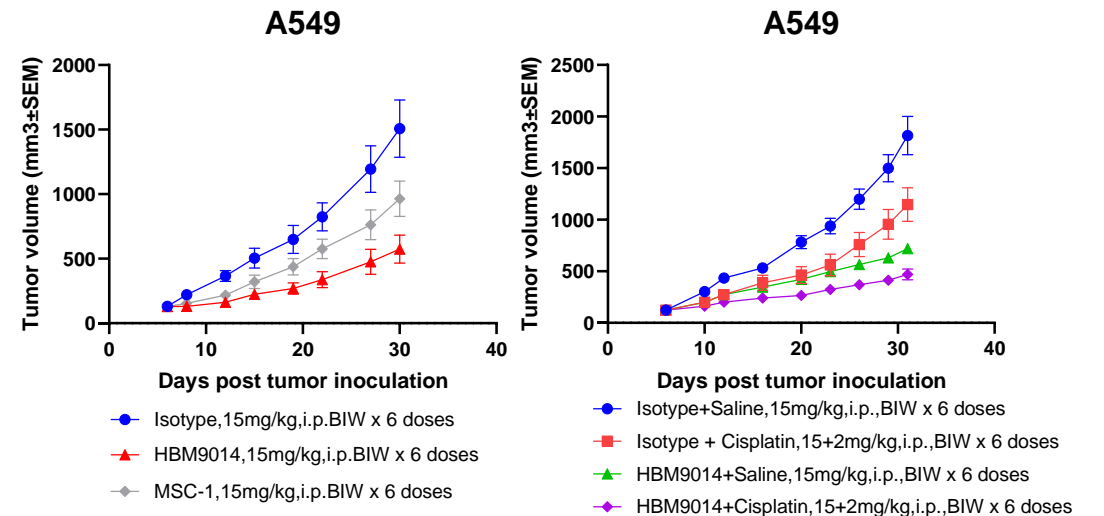 A549
Tumor volume (mm3±SEM)
2000
1500
1000
500
0
0 10 20 30 40
Days post tumor inoculation
Isotype,15mg/kg,i.p.BIW x 6 doses
HBM9014,15mg/kg,i.p.BIW x 6 doses
MSC-1,15mg/kg,i.p.BIW x 6 doses
A549
Tumor volume (mm3±SEM)
2500
2000
1500
1000
500
0
0 10 20 30 40
Days post tumor inoculation
Isotype+Saline,15mg/kg,i.p.,BIW x 6 doses
Isotype + Cisplatin,15+2mg/kg,i.p.,BIW x 6 doses
HBM9014+Saline,15mg/kg,i.p.,BIW x 6 doses
HBM9014+Cisplatin,15+2mg/kg,i.p.,BIW x 6 doses